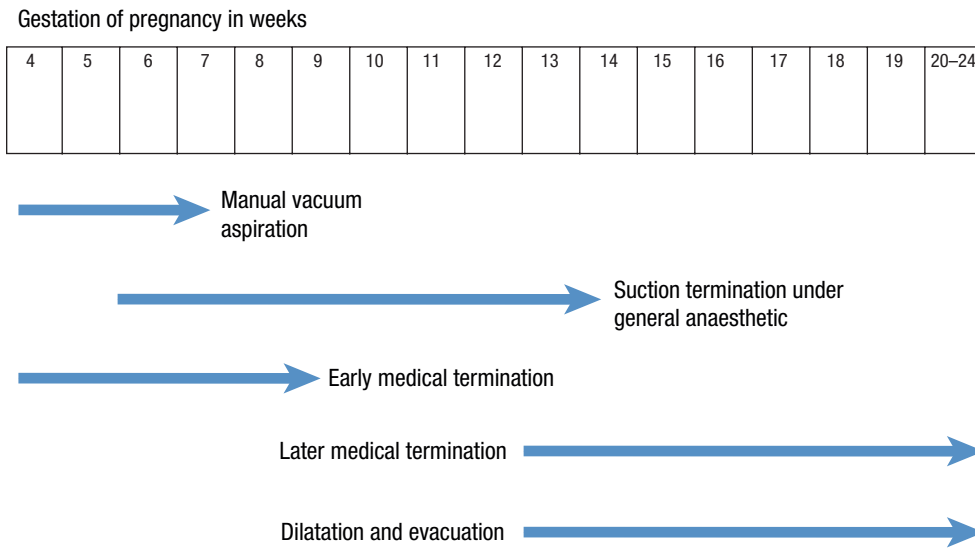 Gestation of pregnancy in weeks
4 5 6 7 8 9 10 11 12 13 14 15 16 17 18 19 20–24
Manual vacuum
aspiration
Suction termination under
general anaesthetic
Early medical termination
Later medical termination
Dilatation and evacuation